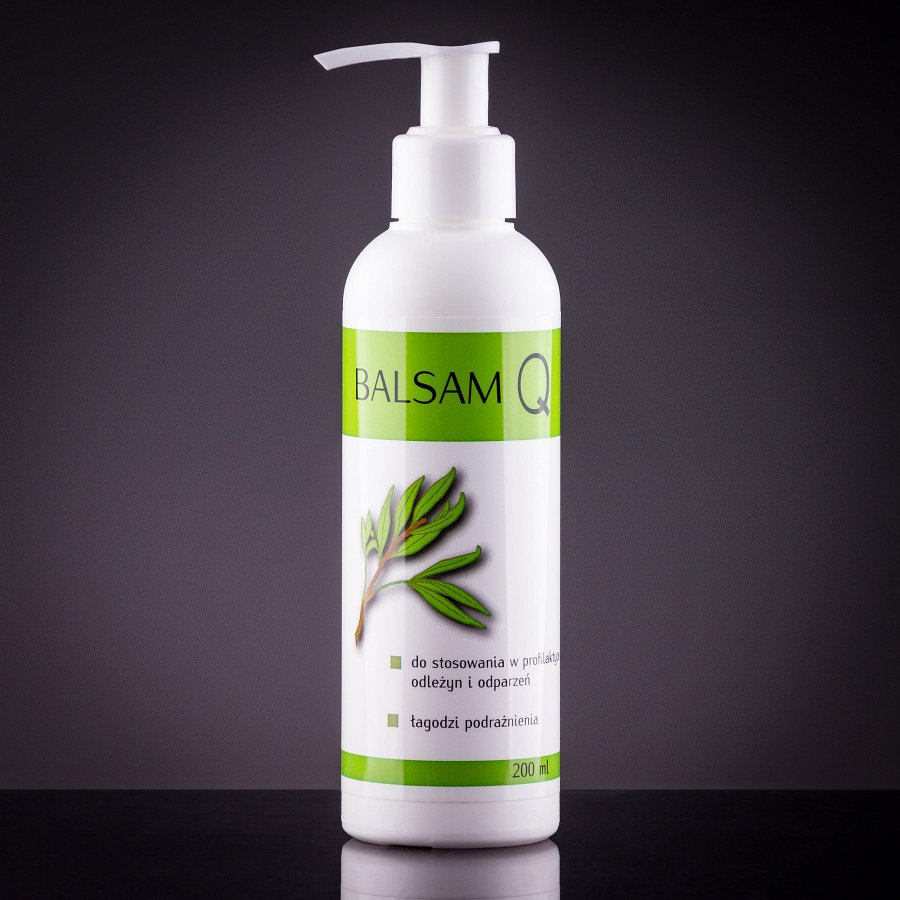 BALSAM Q
do stosowania w
odleżyn i odparzeń
łagodzi podrażnienia
200 ml